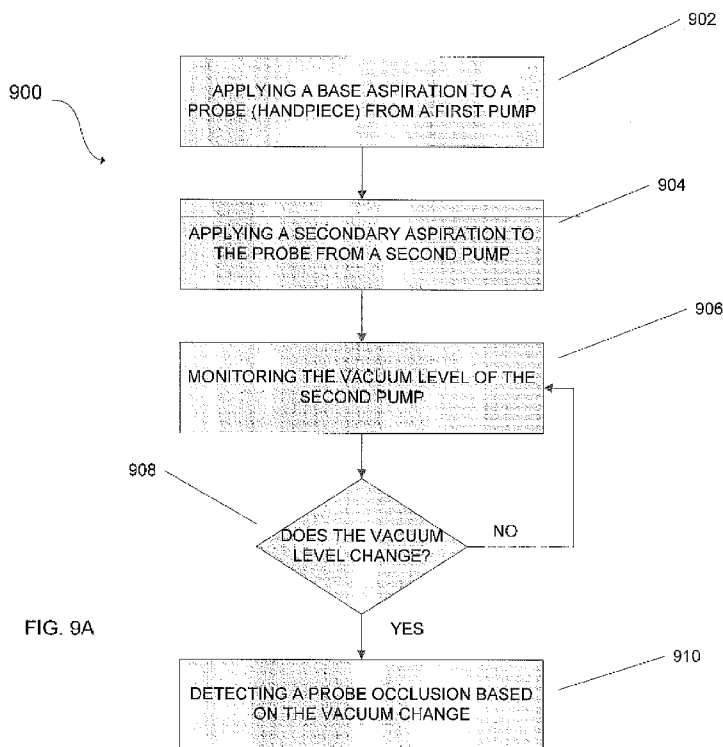 902
900
APPLYING A BASE ASPIRATION TO A
PROBE (HANDPIECE) FROM A FIRST PUMP
904
APPLYING A SECONDARY ASPIRATION TO
THE PROBE FROM A SECOND PUMP
906
MONITORING THE VACUUM LEVEL OF THE
SECOND PUMP
908
DOES THE VACUUM
LEVEL CHANGE?
NO
FIG. 9A
YES
910
DETECTING A PROBE OCCLUSION BASED
ON THE VACUUM CHANGE